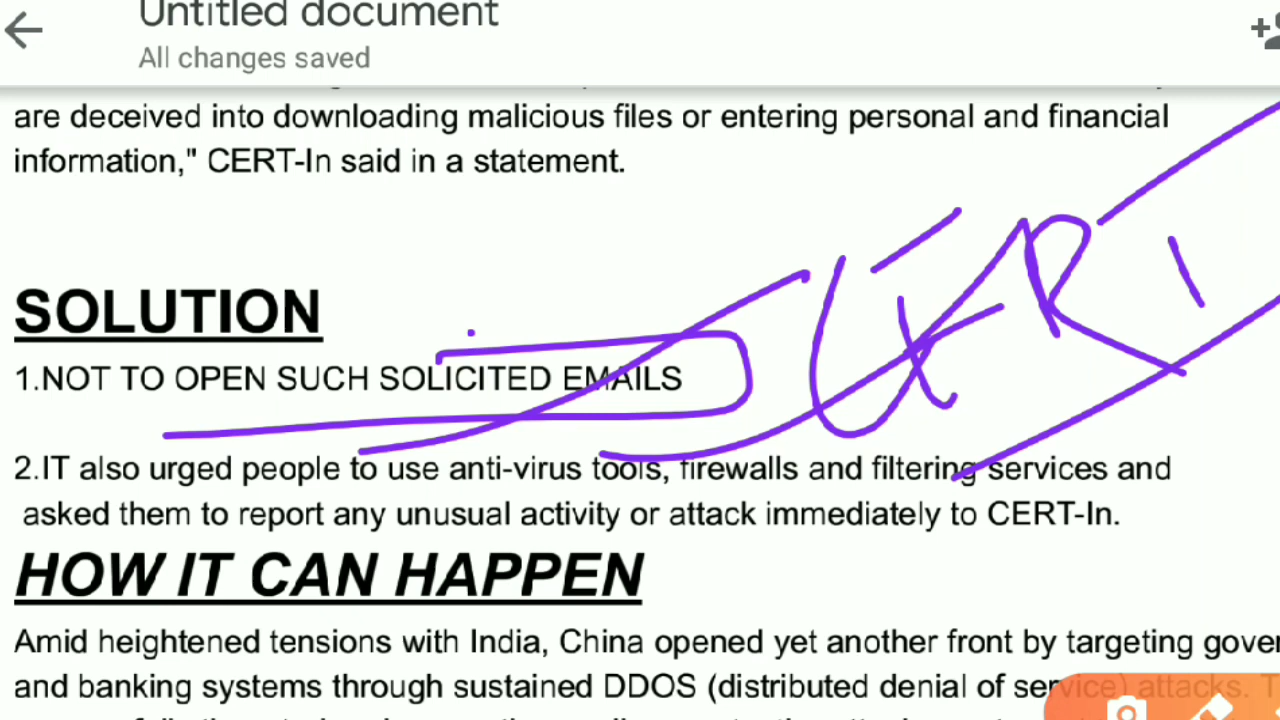 Untitled document
All changes saved
are deceived into downloading malicious files or entering personal and financial
information," CERT-In said in a statement.
SOLUTION
1.NOT TO OPEN SUCH SOLICITED EMAILS
2.IT also urged people to use anti-virus tools, firewalls and filtering services and
asked them to report any unusual activity or attack immediately to CERT-In.
HOW IT CAN HAPPEN
Amid heightened tensions with India, China opened yet another front by targeting gover
and banking systems through sustained DDOS (distributed denial of service) attacks. T